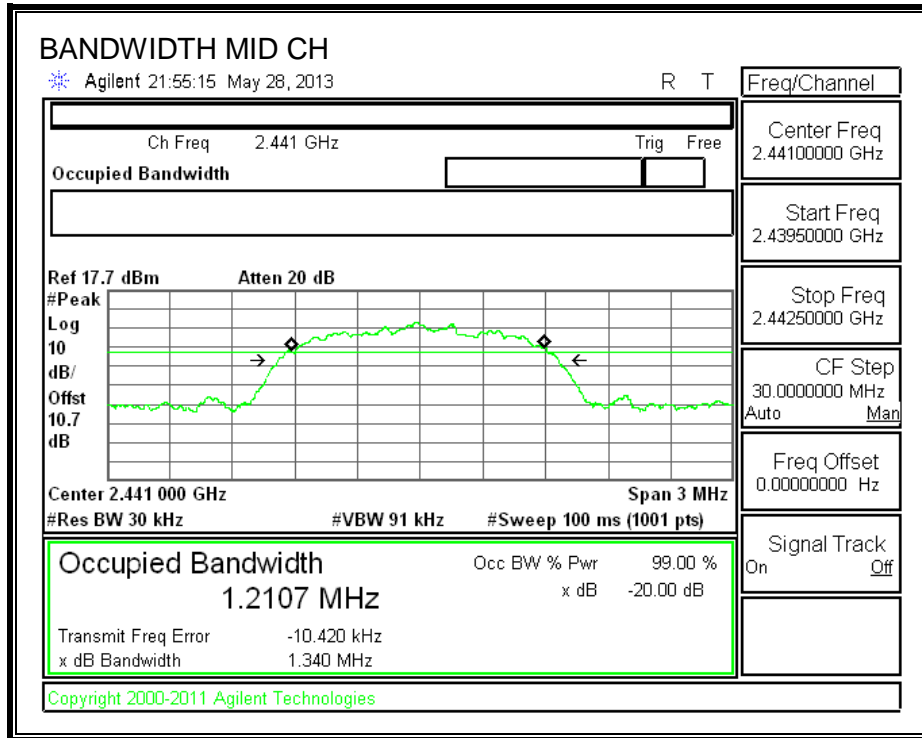 BANDWIDTH MID CH
Agilent 21:55:15 May 28, 2013 R T
Freq/Channel
Ch Freq 2.441 GHz Trig Free
Occupied Bandwidth
Center Freq
2.44100000 GHz
Start Freq
2.43950000 GHz
Stop Freq
2.44250000 GHz
CF Step
30.0000000 MHz
Auto Man
Freq Offset
0.00000000 Hz
Signal Track
On Off
Ref 17.7 dBm Atten 20 dB
#Peak
Log
10
dB/
Offst
10.7
dB
Center 2.441 000 GHz Span 3 MHz
#Res BW 30 kHz #VBW 91 kHz #Sweep 100 ms (1001 pts)
Occupied Bandwidth
1.2107 MHz
Occ BW % Pwr 99.00 %
x dB -20.00 dB
Transmit Freq Error -10.420 kHz
x dB Bandwidth 1.340 MHz
Copyright 2000-2011 Agilent Technologies